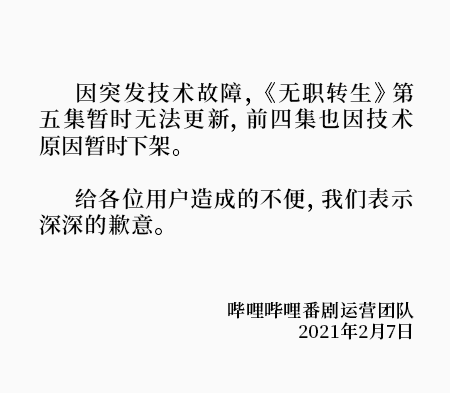 因突发技术故障，《无职转生》第
五集暂时无法更新，前四集也因技术
原因暂时下架。
给各位用户造成的不便，我们表示
深深的歉意。
哔哩哔哩番剧运营团队
2021年2月7日